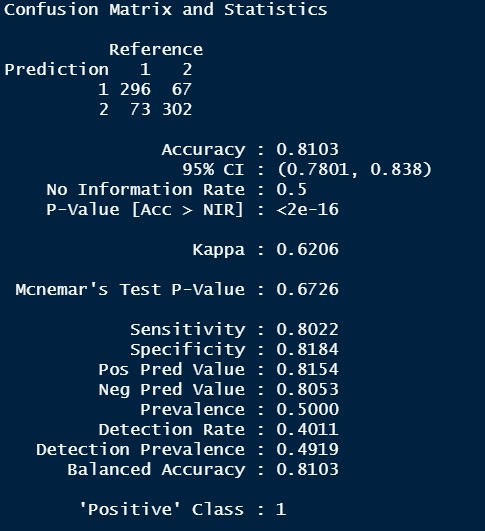 Confusion Matrix and Statistics
Reference
Prediction 1 2
1 296 67
2 73 302
Accuracy : 0.8103
95% CI : (0.7801, 0.838)
No Information Rate : 0.5
P-Value [Acc > NIR] : <2e-16
Kappa : 0.6206
Mcnemar's Test P-Value : 0.6726
Sensitivity : 0.8022
Specificity : 0.8184
Pos Pred Value : 0.8154
Neg Pred Value : 0.8053
Prevalence : 0.5000
Detection Rate : 0.4011
Detection Prevalence : 0.4919
Balanced Accuracy : 0.8103
'Positive' Class : 1